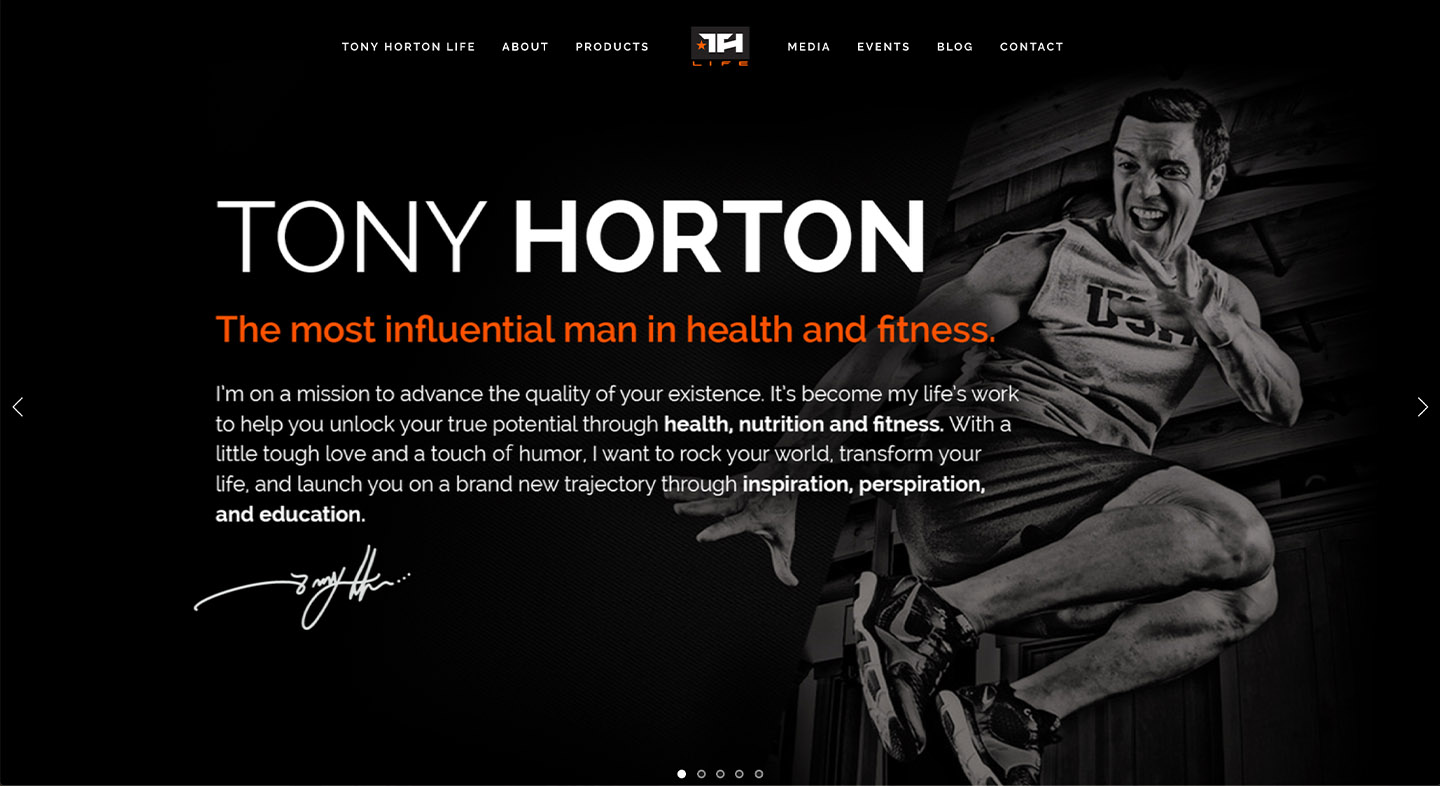 TONY HORTON LIFE ABOUT PRODUCTS TH MEDIA EVENTS BLOG CONTACT
LIFE
TONY HORTON
The most influential man in health and fitness.
I'm on a mission to advance the quality of your existence. It's become my life's work
to help you unlock your true potential through health, nutrition and fitness. With a
little tough love and a touch of humor, I want to rock your world, transform your
life, and launch you on a brand new trajectory through inspiration, perspiration,
and education.
Tony H...
USA